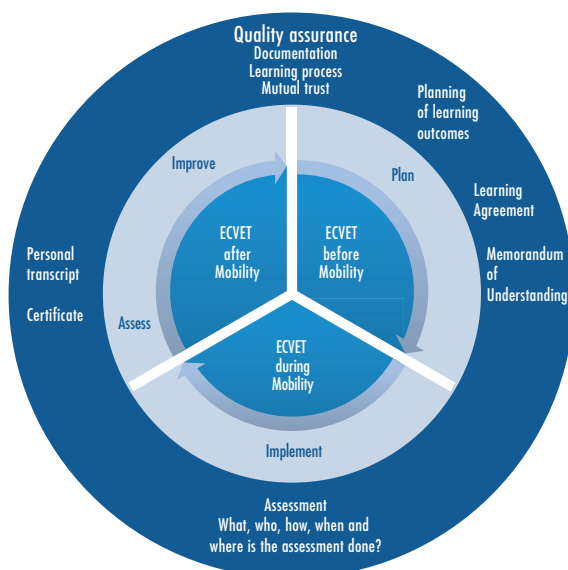 Quality assurance
Documentation
Learning process
Mutual trust
Planning
of learning
outcomes
Improve
Plan
Learning
Agreement
ECVET
after
Mobility
ECVET
before
Mobility
Personal
transcript
Memorandum
of
Understanding
Certificate
Assess
ECVET
during
Mobility
Implement
Assessment
What, who, how, when and
where is the assessment done?